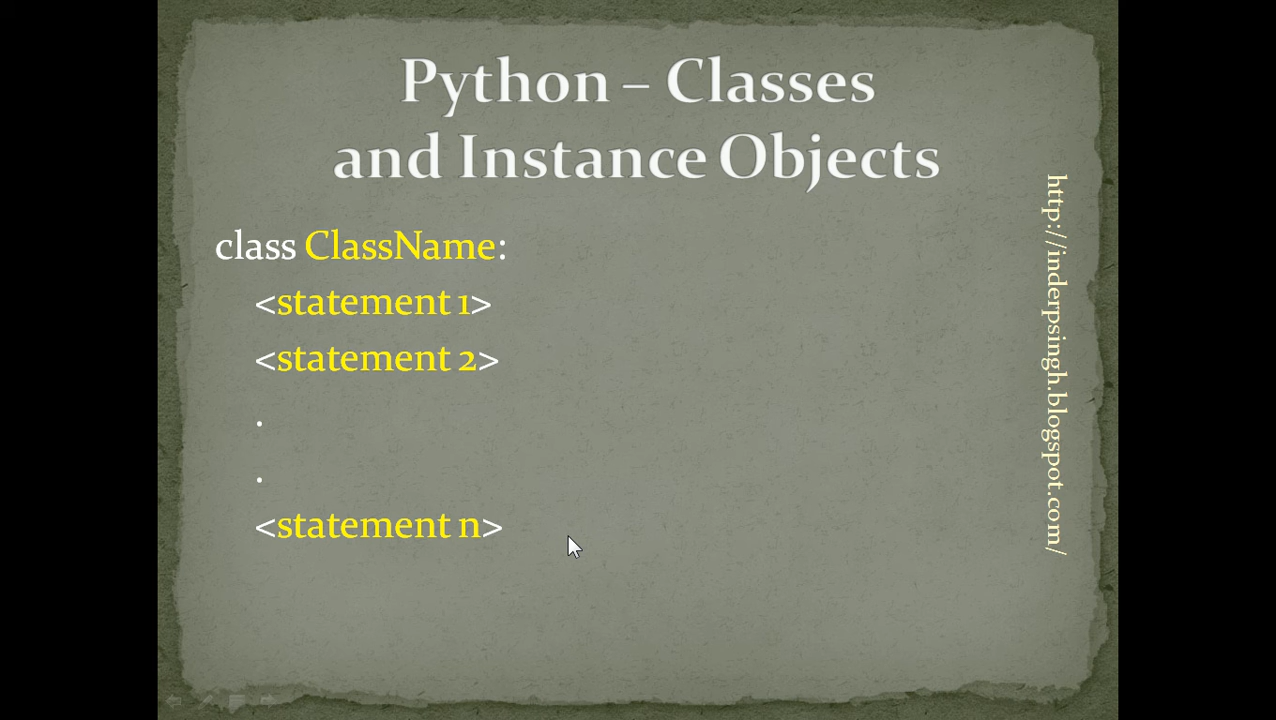 Python – Classes
and Instance Objects
class ClassName:
<statement 1>
<statement 2>
.
.
<statement n>
http://inderpsingh.blogspot.com/